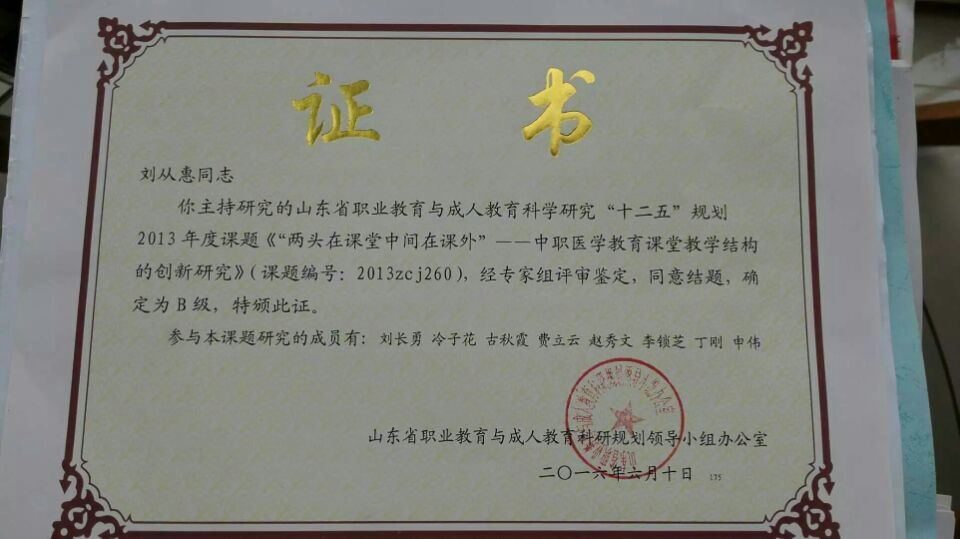 证 书
刘从惠同志
你主持研究的山东省职业教育与成人教育科学研究“十二五”规划
2013年度课题《“两头在课堂中间在课外”——中职医学教育课堂教学结构
的创新研究》(课题编号：2013zcj260)，经专家组评审鉴定，同意结题，确
定为B级，特颁此证。
参与本课题研究的成员有：刘长勇 冷子花 古秋霞 费立云 赵秀文 李锁芝 丁刚 申伟
山东省职业教育与成人教育科研规划领导小组办公室
二〇一六年六月十日 135